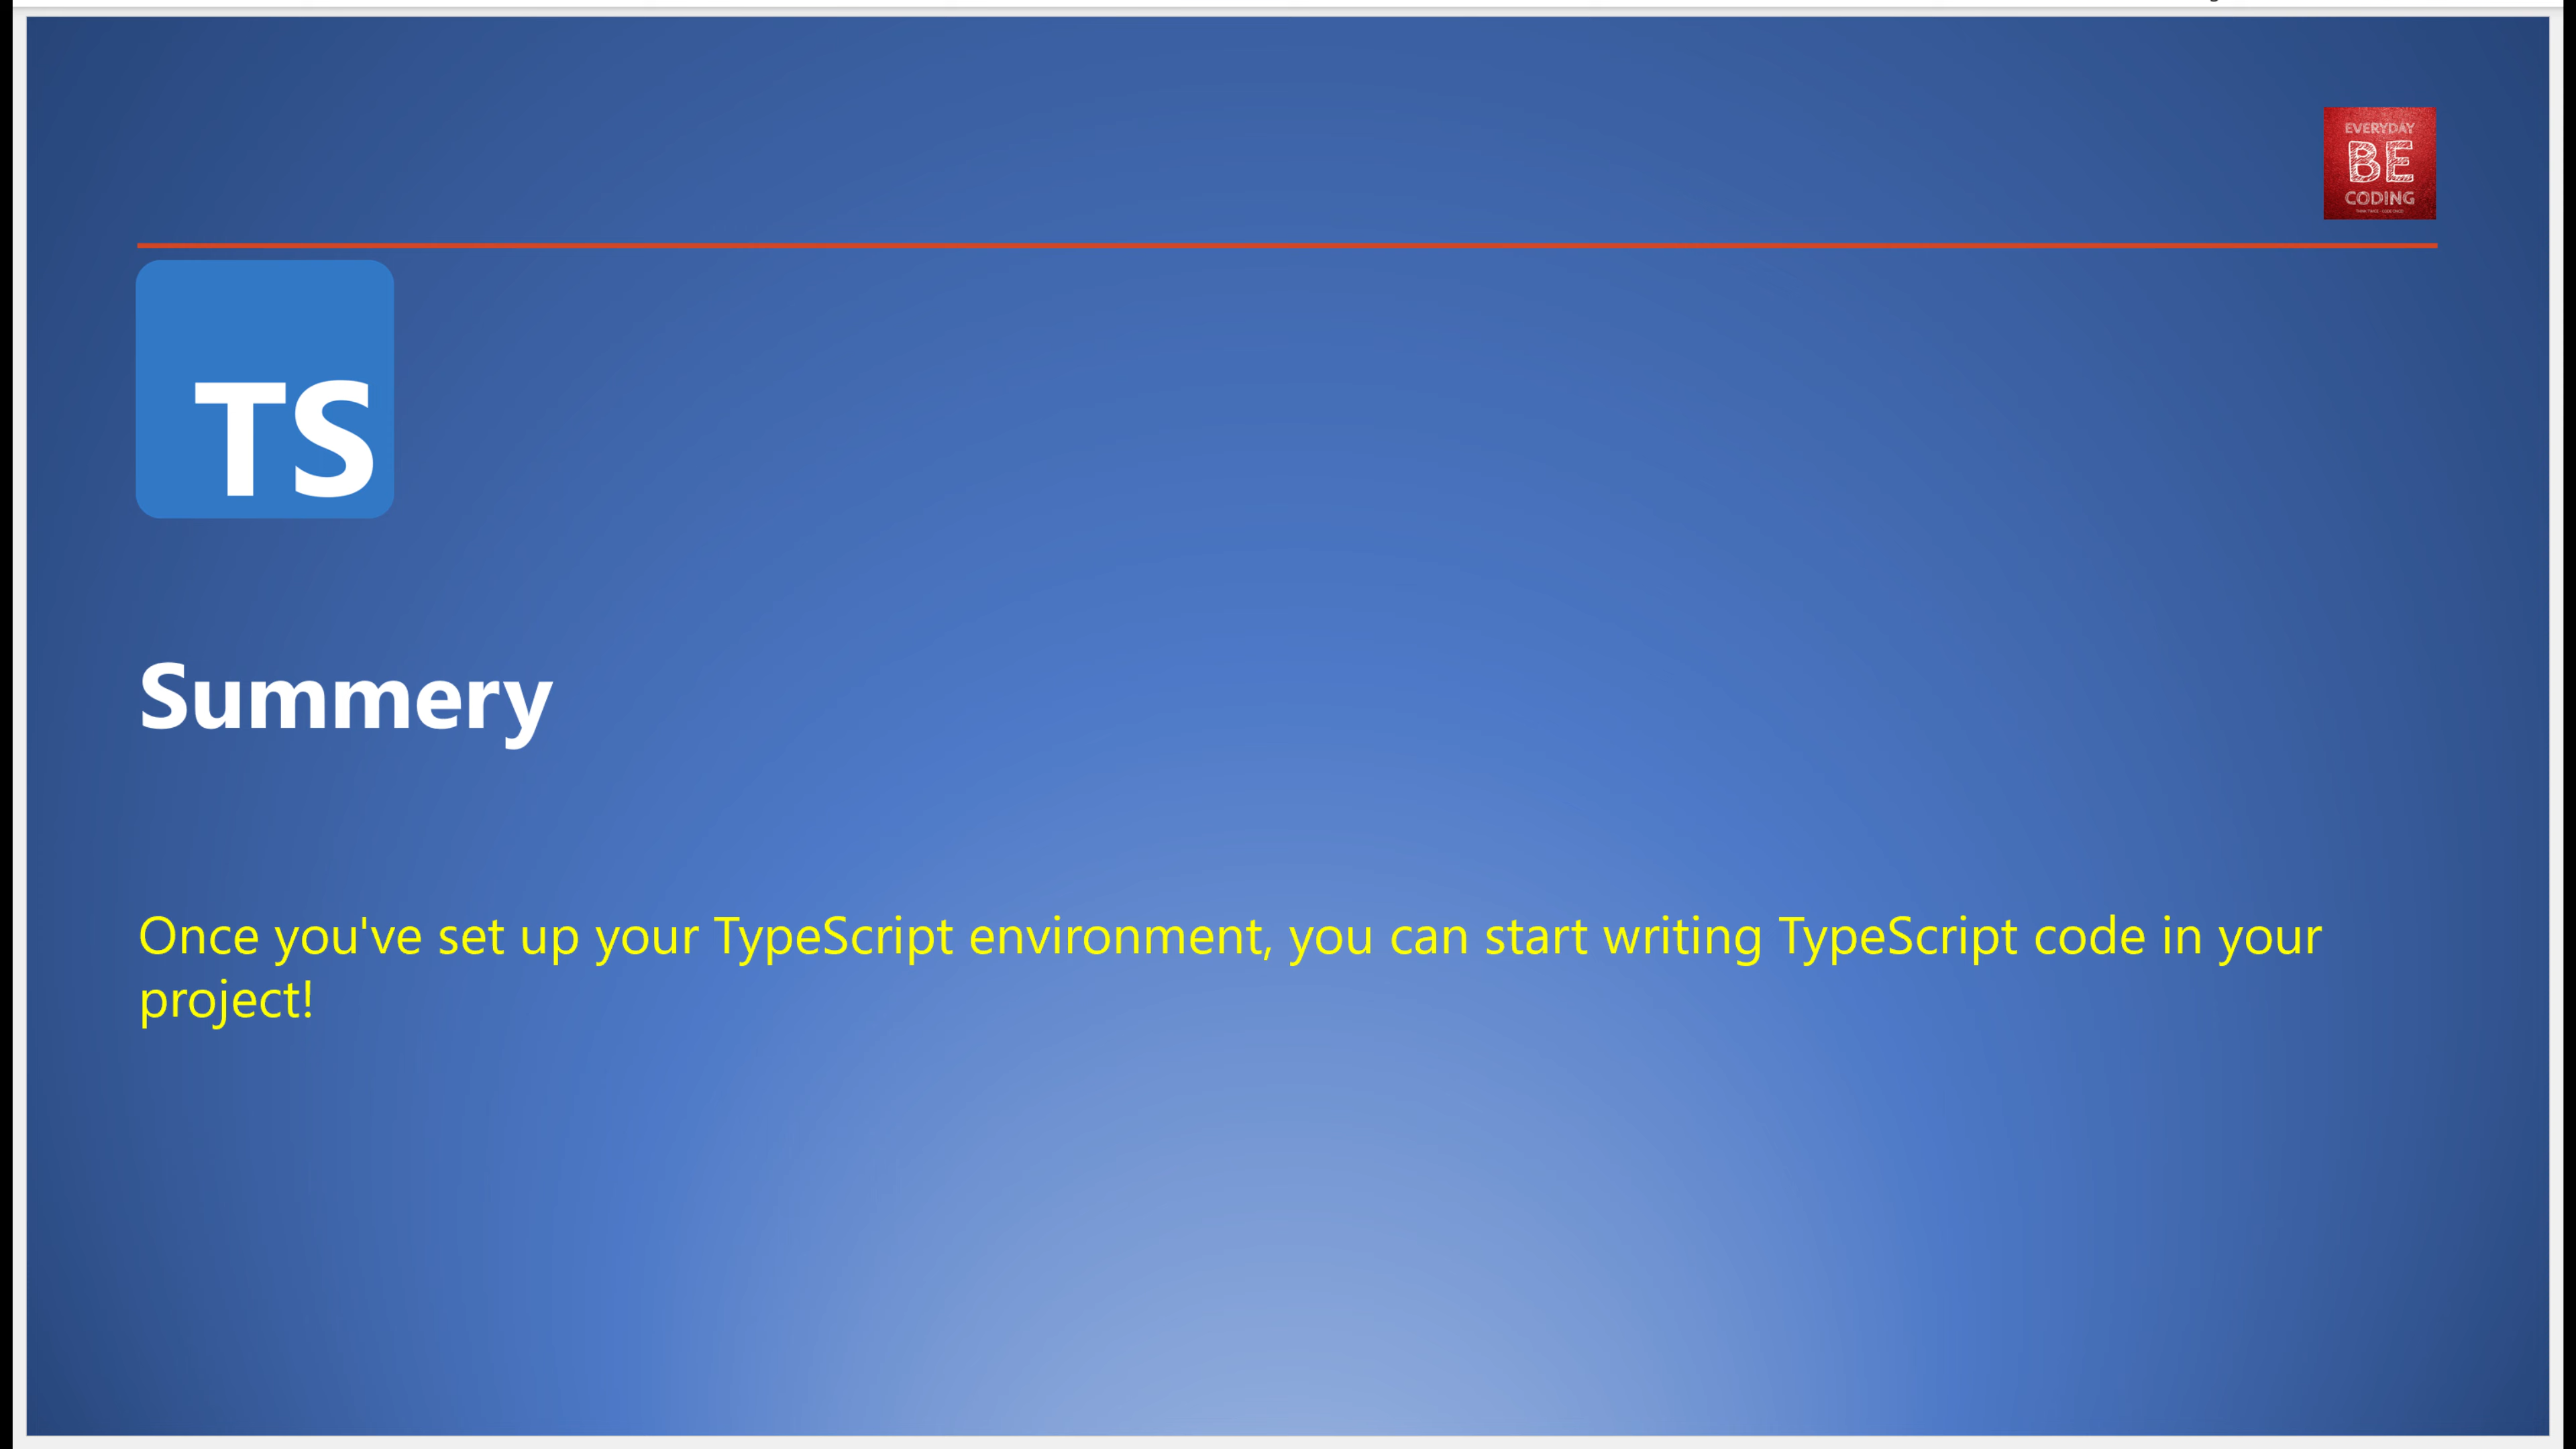 EVERYDAY
BE
CODING
TS
Summery
Once you've set up your TypeScript environment, you can start writing TypeScript code in your
project!